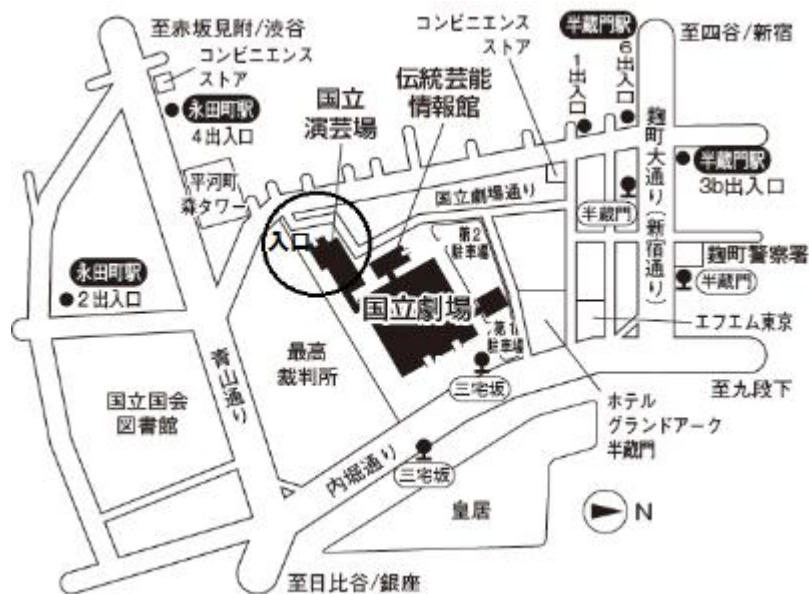 至赤坂見附/渋谷
コンビニエンス
ストア
永田町駅
4出入口
平河町
森タワー
国立
演芸場
伝統芸能
情報館
コンビニエンス
ストア
半蔵門駅
1出入口
6出入口
至四谷/新宿
麹町大通り(新宿通り)
半蔵門駅
3b出入口
国立劇場通り
半蔵門
麹町警察署
半蔵門
入口
第2
駐車場
永田町駅
2出入口
国立劇場
第1
駐車場
エフエム東京
青山通り
最高
裁判所
三宅坂
至九段下
国立国会
図書館
ホテル
グランドアーク
半蔵門
内堀通り
三宅坂
皇居
N
至日比谷/銀座